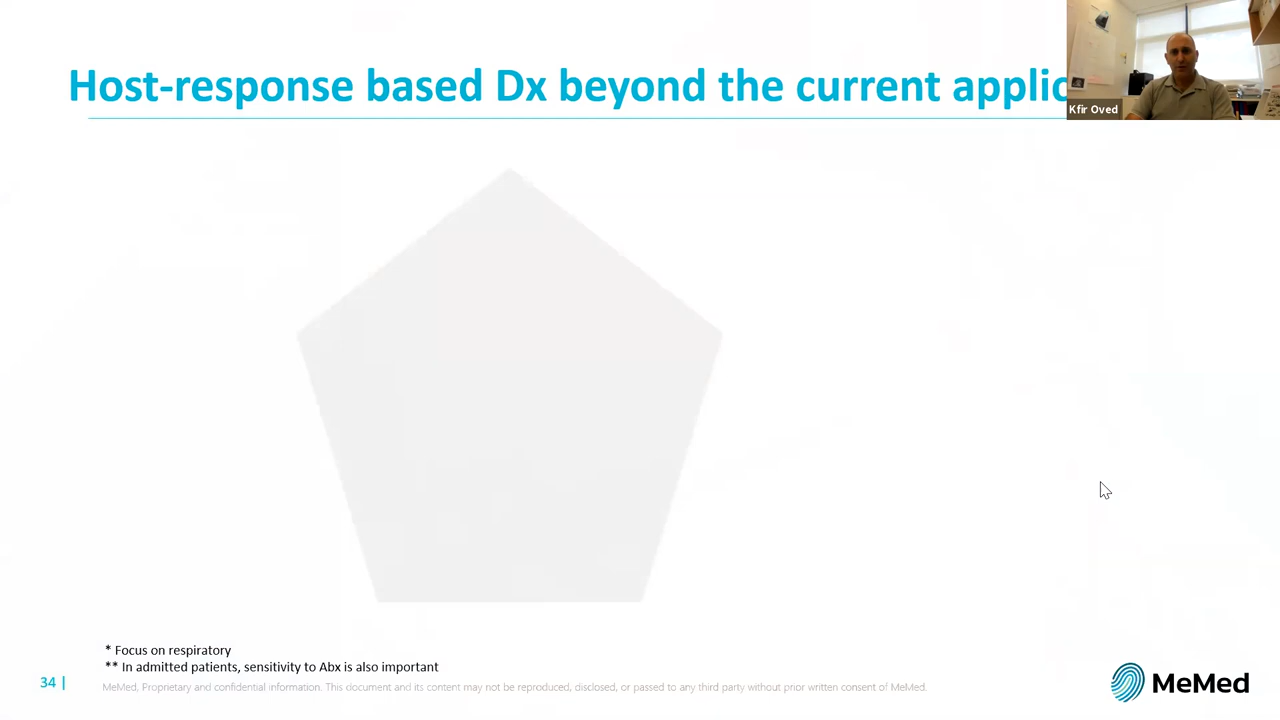 Host-response based Dx beyond the current applic
Kfir Oved
* Focus on respiratory
** In admitted patients, sensitivity to Abx is also important
34 |
MeMed, Proprietary and confidential information. This document and its content may not be reproduced, disclosed, or passed to any third party without prior written consent of MeMed.
MeMed